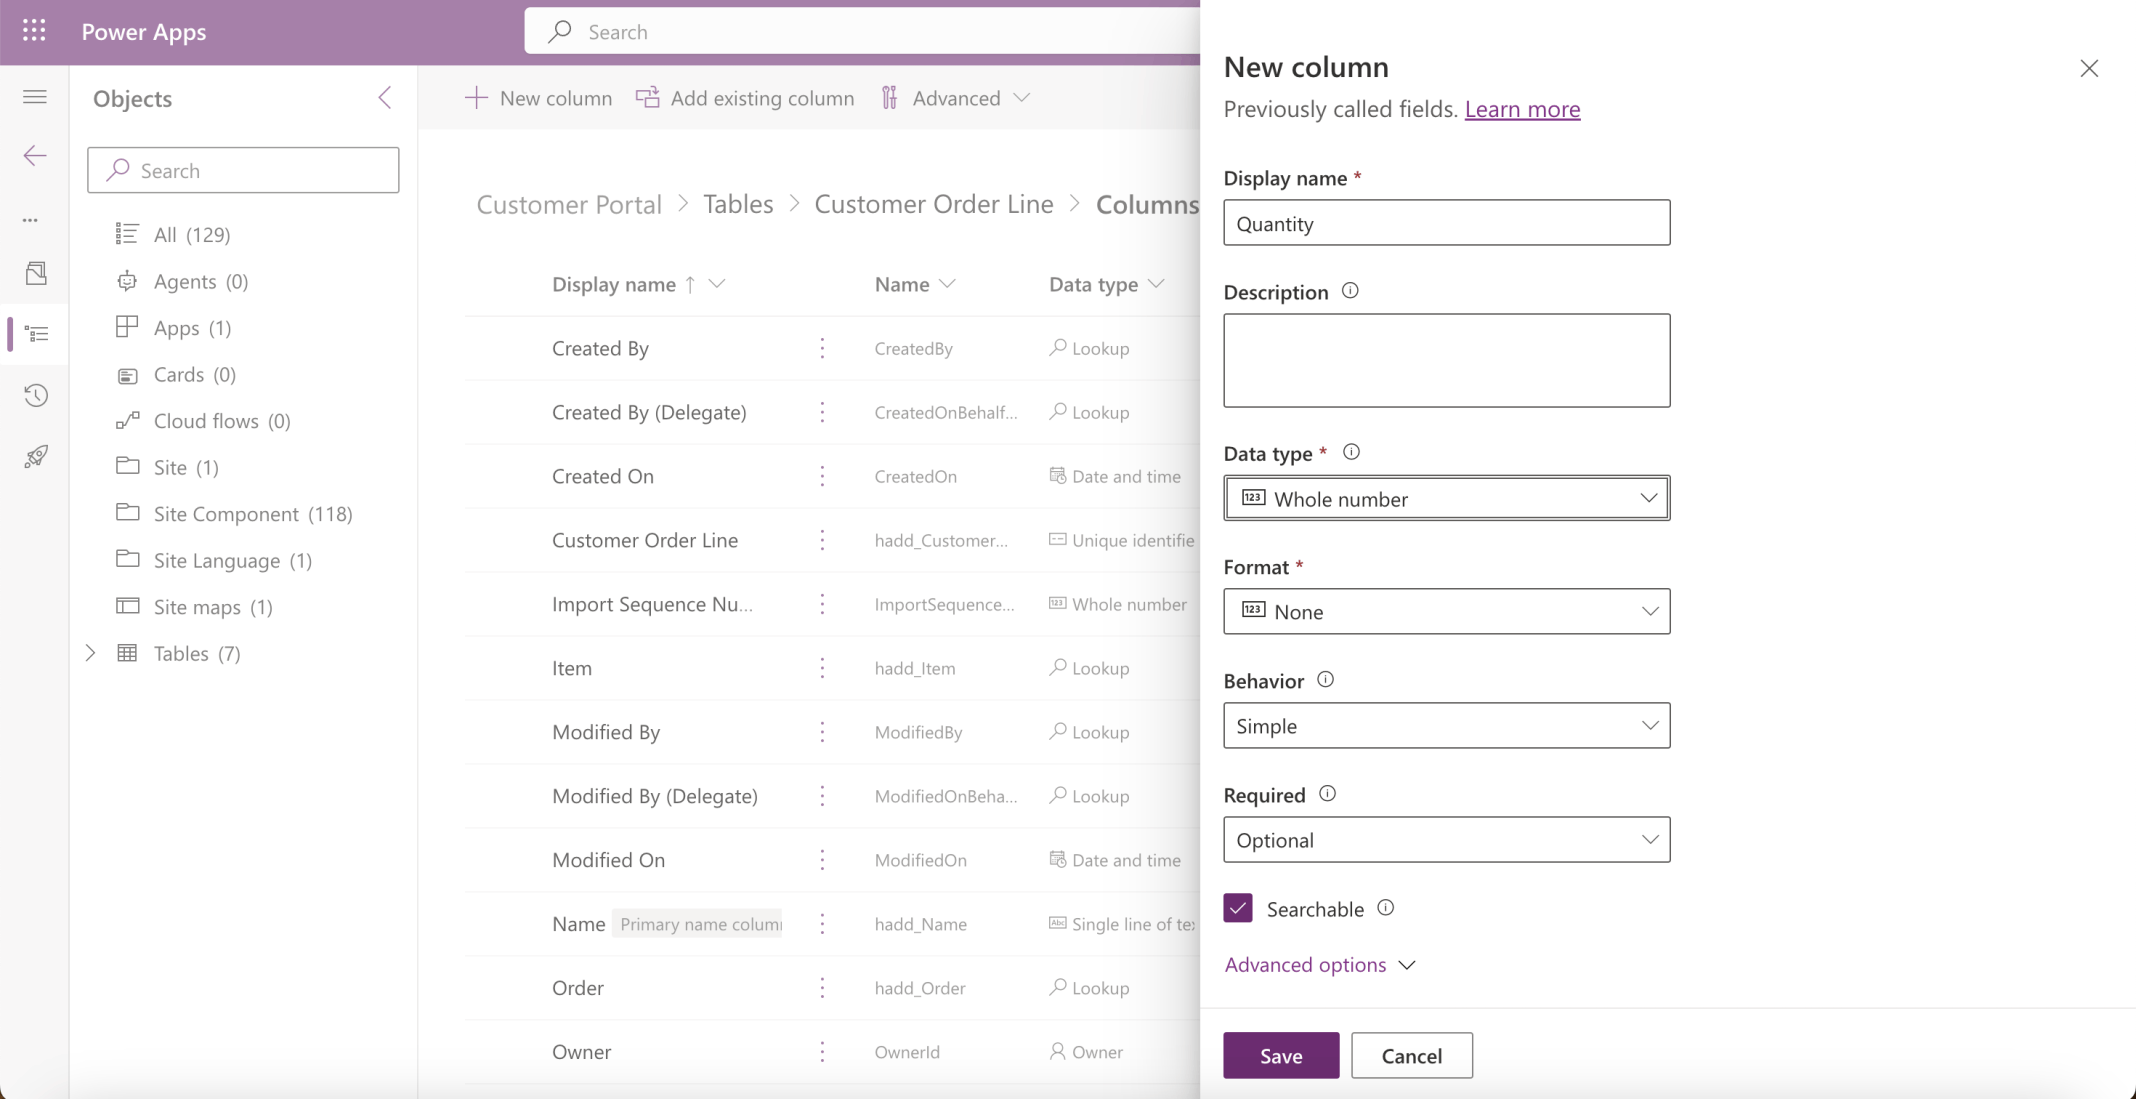 Power Apps
Search
Objects
Search
All (129)
Agents (0)
Apps (1)
Cards (0)
Cloud flows (0)
Site (1)
Site Component (118)
Site Language (1)
Site maps (1)
Tables (7)
New column
Add existing column
Advanced
Customer Portal > Tables > Customer Order Line > Columns
Display name ↑ Name Data type
Created By CreatedBy Lookup
Created By (Delegate) CreatedOnBehalf... Lookup
Created On CreatedOn Date and time
Customer Order Line hadd_Customer... Unique identifie
Import Sequence Nu... ImportSequence... 123 Whole number
Item hadd_Item Lookup
Modified By ModifiedBy Lookup
Modified By (Delegate) ModifiedOnBeha... Lookup
Modified On ModifiedOn Date and time
Name Primary name colum hadd_Name Abc Single line of te
Order hadd_Order Lookup
Owner OwnerId Owner
New column
Previously called fields. Learn more
Display name *
Quantity
Description
Data type *
123 Whole number
Format *
123 None
Behavior
Simple
Required
Optional
Searchable
Advanced options
Save
Cancel